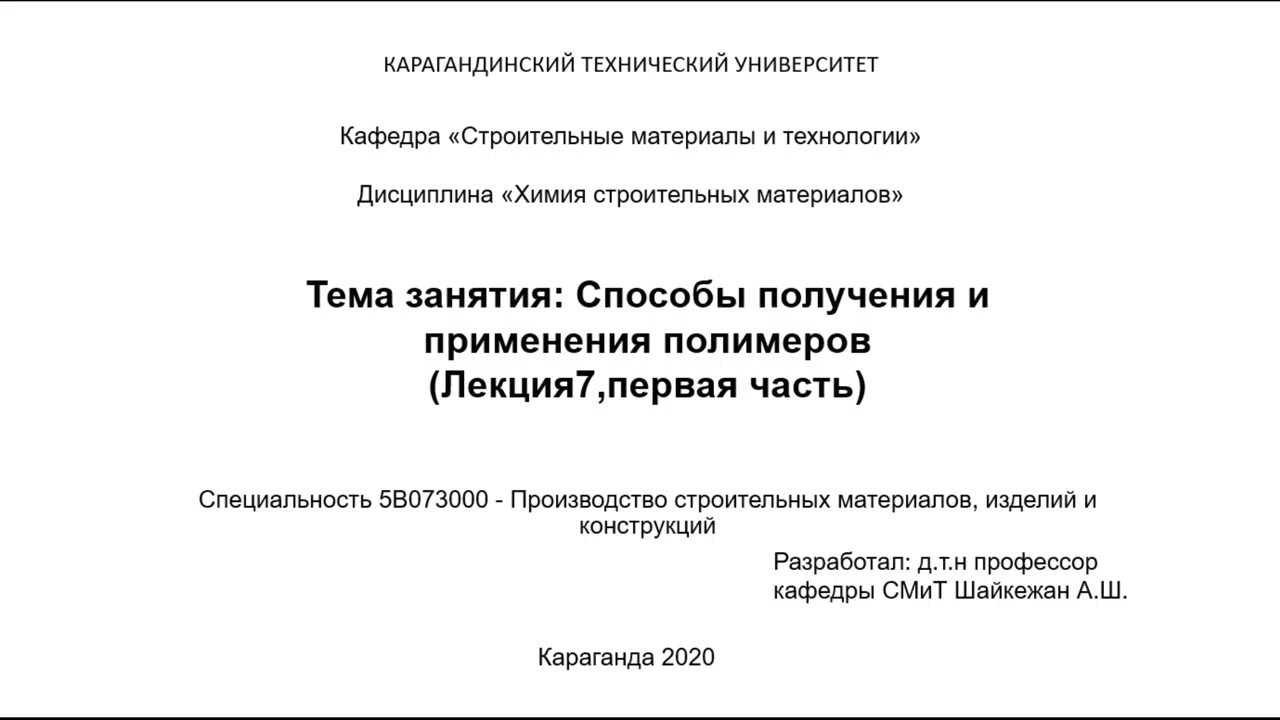 КАРАГАНДИНСКИЙ ТЕХНИЧЕСКИЙ УНИВЕРСИТЕТ
Кафедра «Строительные материалы и технологии»
Дисциплина «Химия строительных материалов»
Тема занятия: Способы получения и
применения полимеров
(Лекция7,первая часть)
Специальность 5В073000 - Производство строительных материалов, изделий и
конструкций
Разработал: д.т.н профессор
кафедры СМиТ Шайкежан А.Ш.
Караганда 2020